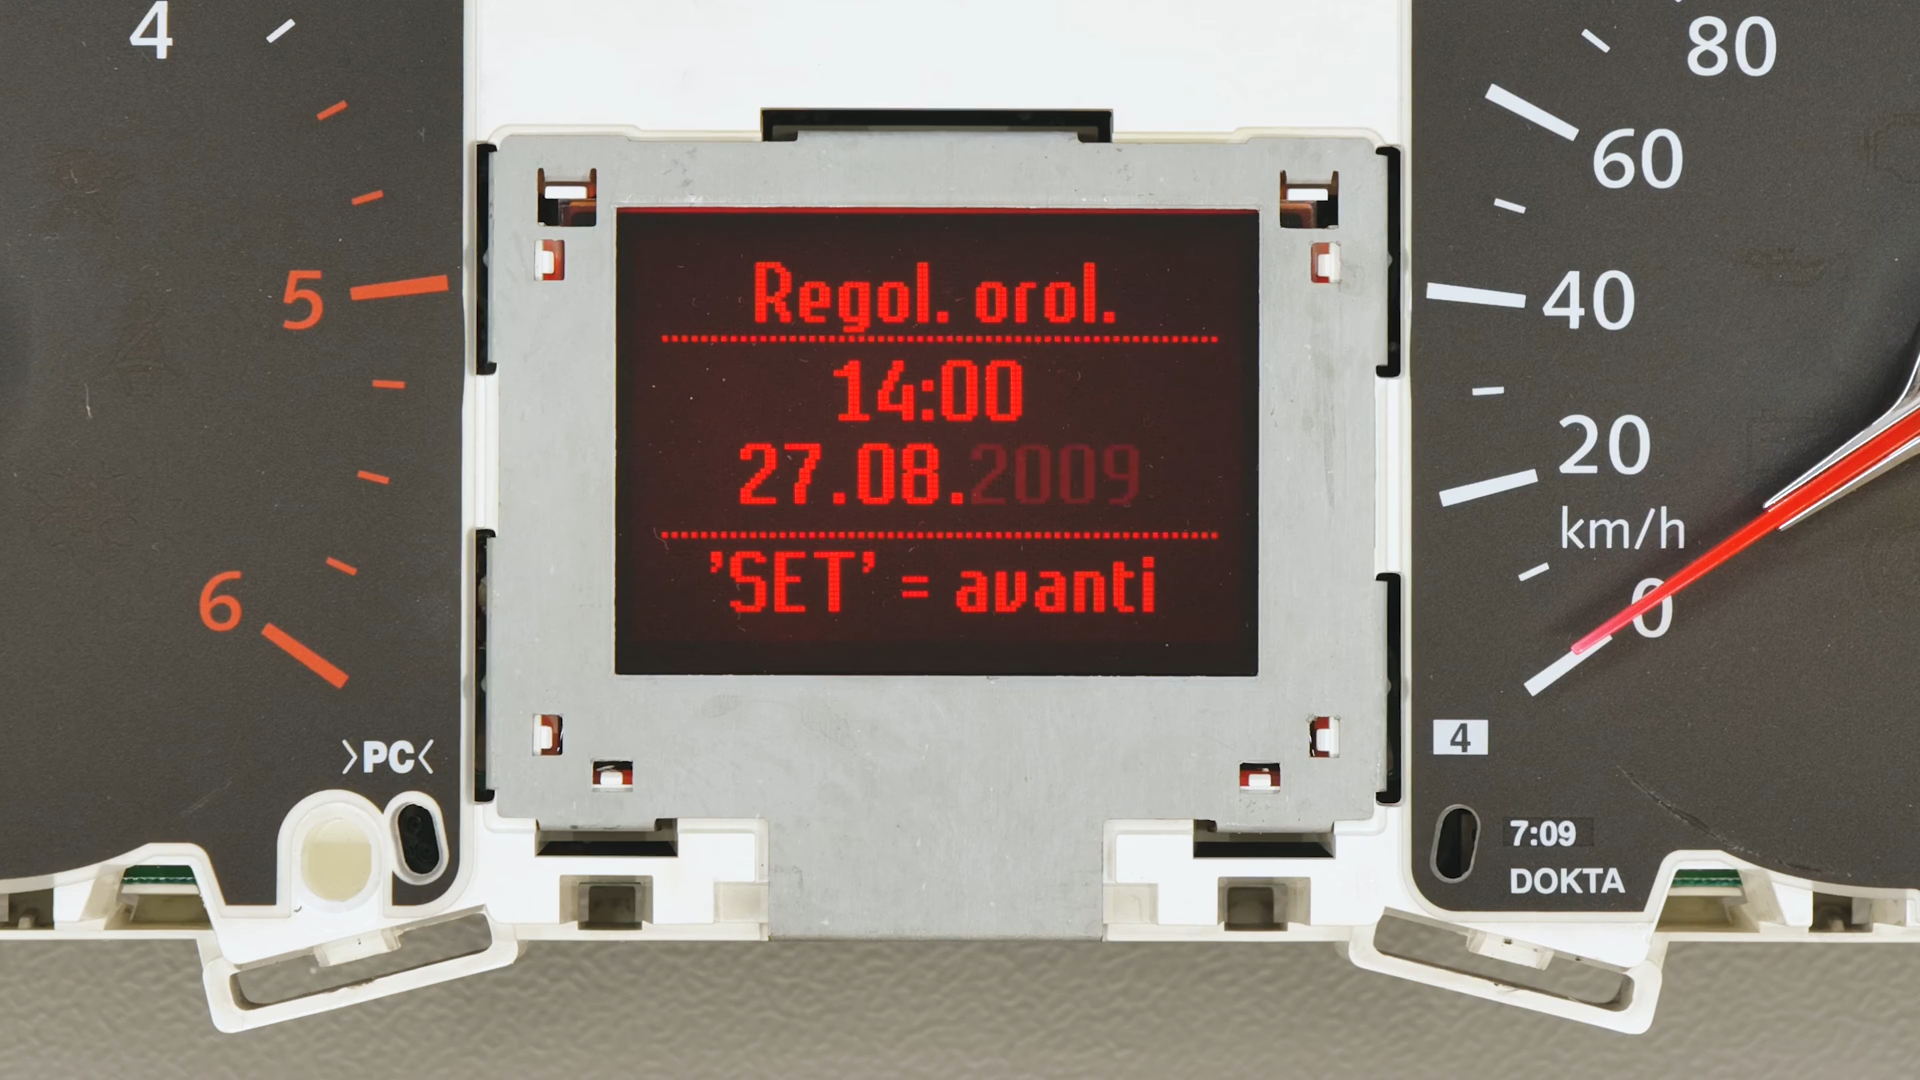 4
5
6
>PC<
Regol. orol.
14:00
27.08.2009
'SET' = avanti
80
60
40
20
km/h
0
4
7:09
DOKTA